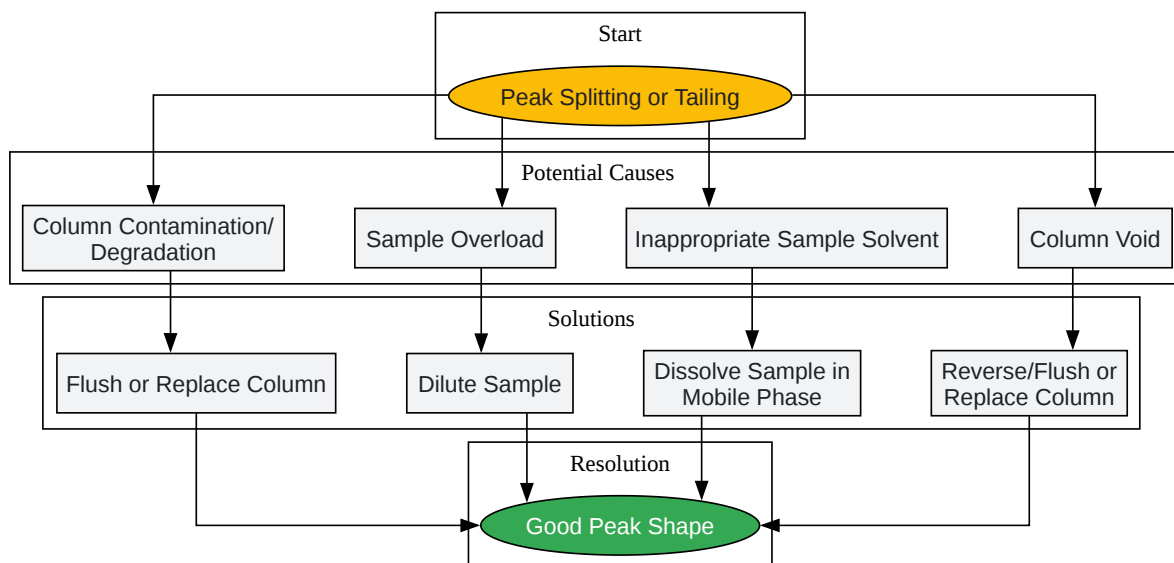 Start
Peak Splitting or Tailing
Potential Causes
Column Contamination/
Degradation
Sample Overload
Inappropriate Sample Solvent
Column Void
Solutions
Flush or Replace Column
Dilute Sample
Dissolve Sample in
Mobile Phase
Reverse/Flush or
Replace Column
Resolution
Good Peak Shape